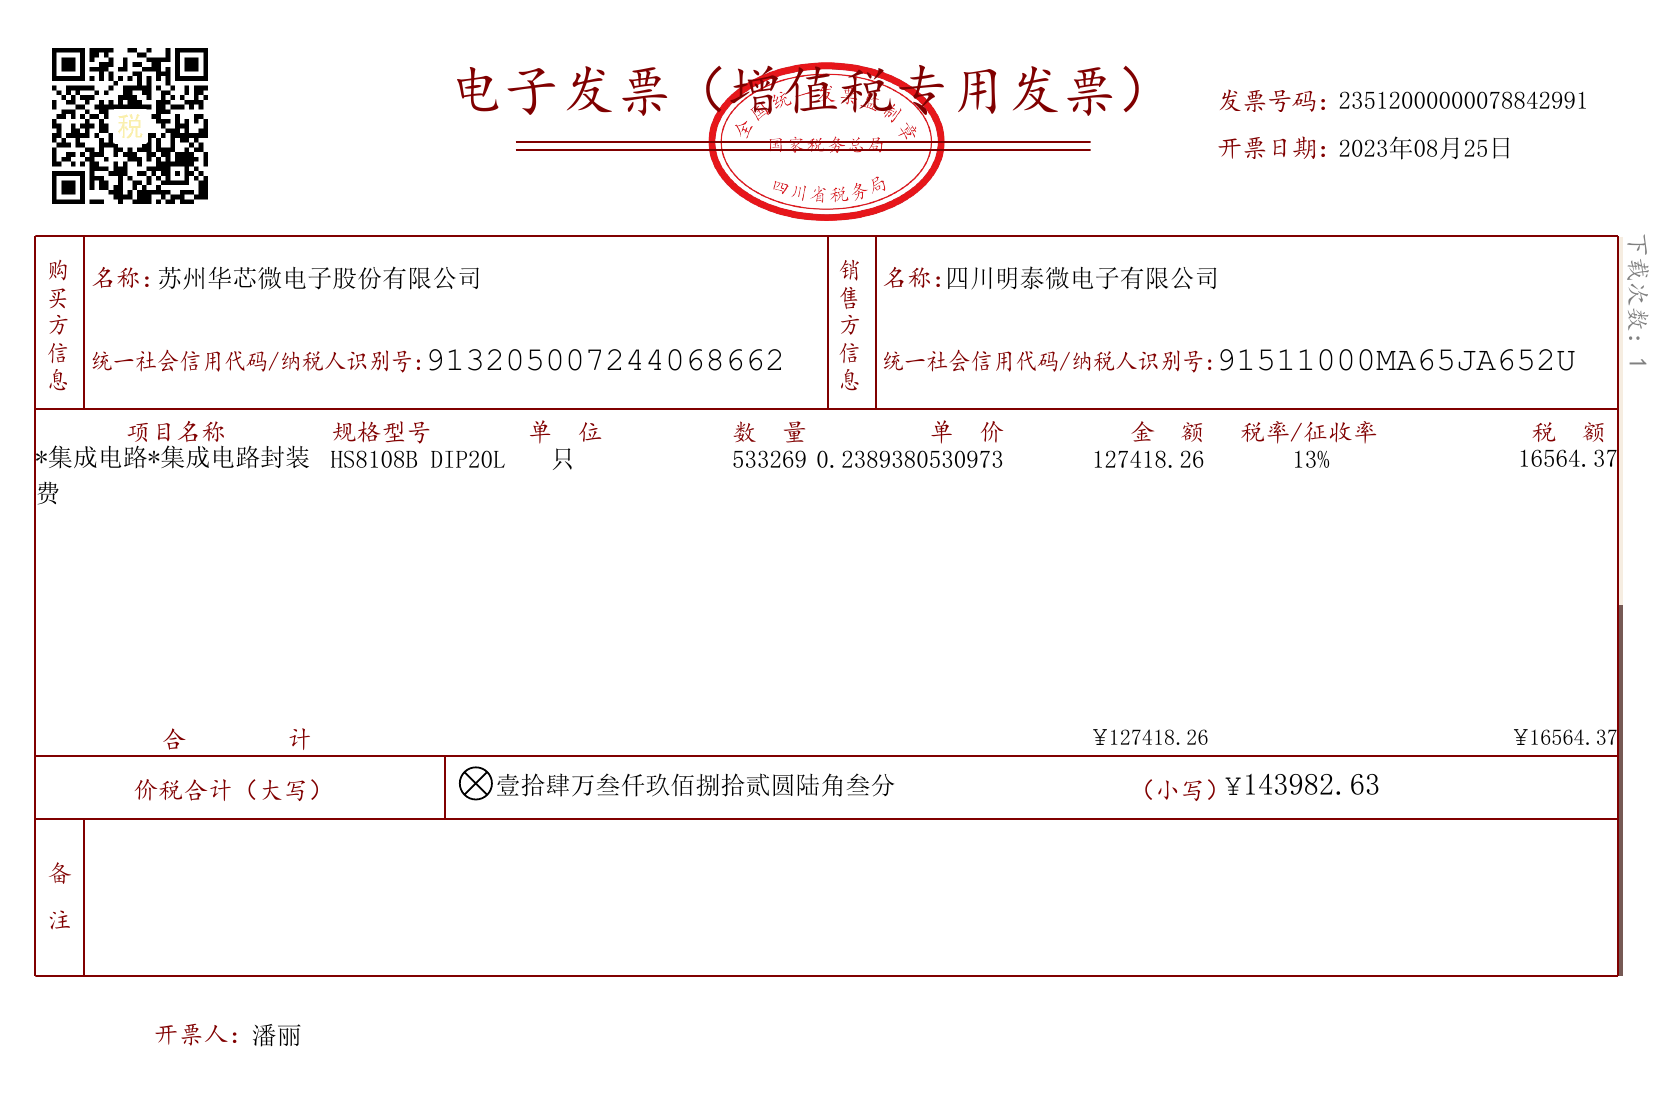 电子发票（增值税专用发票）
全国统一发票监制章
国家税务总局
四川省税务局
税
发票号码：23512000000078842991
开票日期：2023年08月25日
下载次数：1
购买方信息
名称：苏州华芯微电子股份有限公司
统一社会信用代码/纳税人识别号：913205007244068662
销售方信息
名称：四川明泰微电子有限公司
统一社会信用代码/纳税人识别号：91511000MA65JA652U
项目名称 规格型号 单位 数量 单价 金额 税率/征收率 税额
*集成电路*集成电路封装 HS8108B DIP20L 只 533269 0.2389380530973 127418.26 13% 16564.37
费
合计 ¥127418.26 ¥16564.37
价税合计（大写） 壹拾肆万叁仟玖佰捌拾贰圆陆角叁分 （小写）¥143982.63
备注
开票人：潘丽